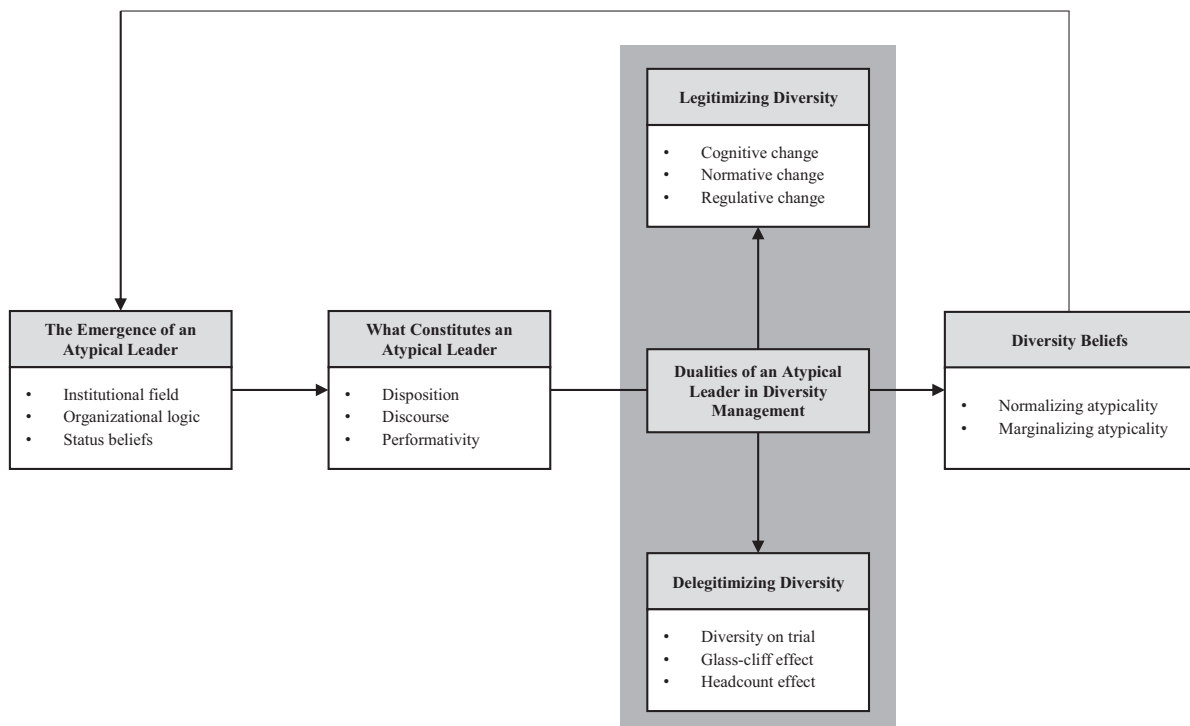 Legitimizing Diversity
• Cognitive change
• Normative change
• Regulative change
The Emergence of an
Atypical Leader
• Institutional field
• Organizational logic
• Status beliefs
What Constitutes an
Atypical Leader
• Disposition
• Discourse
• Performativity
Dualities of an Atypical
Leader in Diversity
Management
Diversity Beliefs
• Normalizing atypicality
• Marginalizing atypicality
Delegitimizing Diversity
• Diversity on trial
• Glass-cliff effect
• Headcount effect